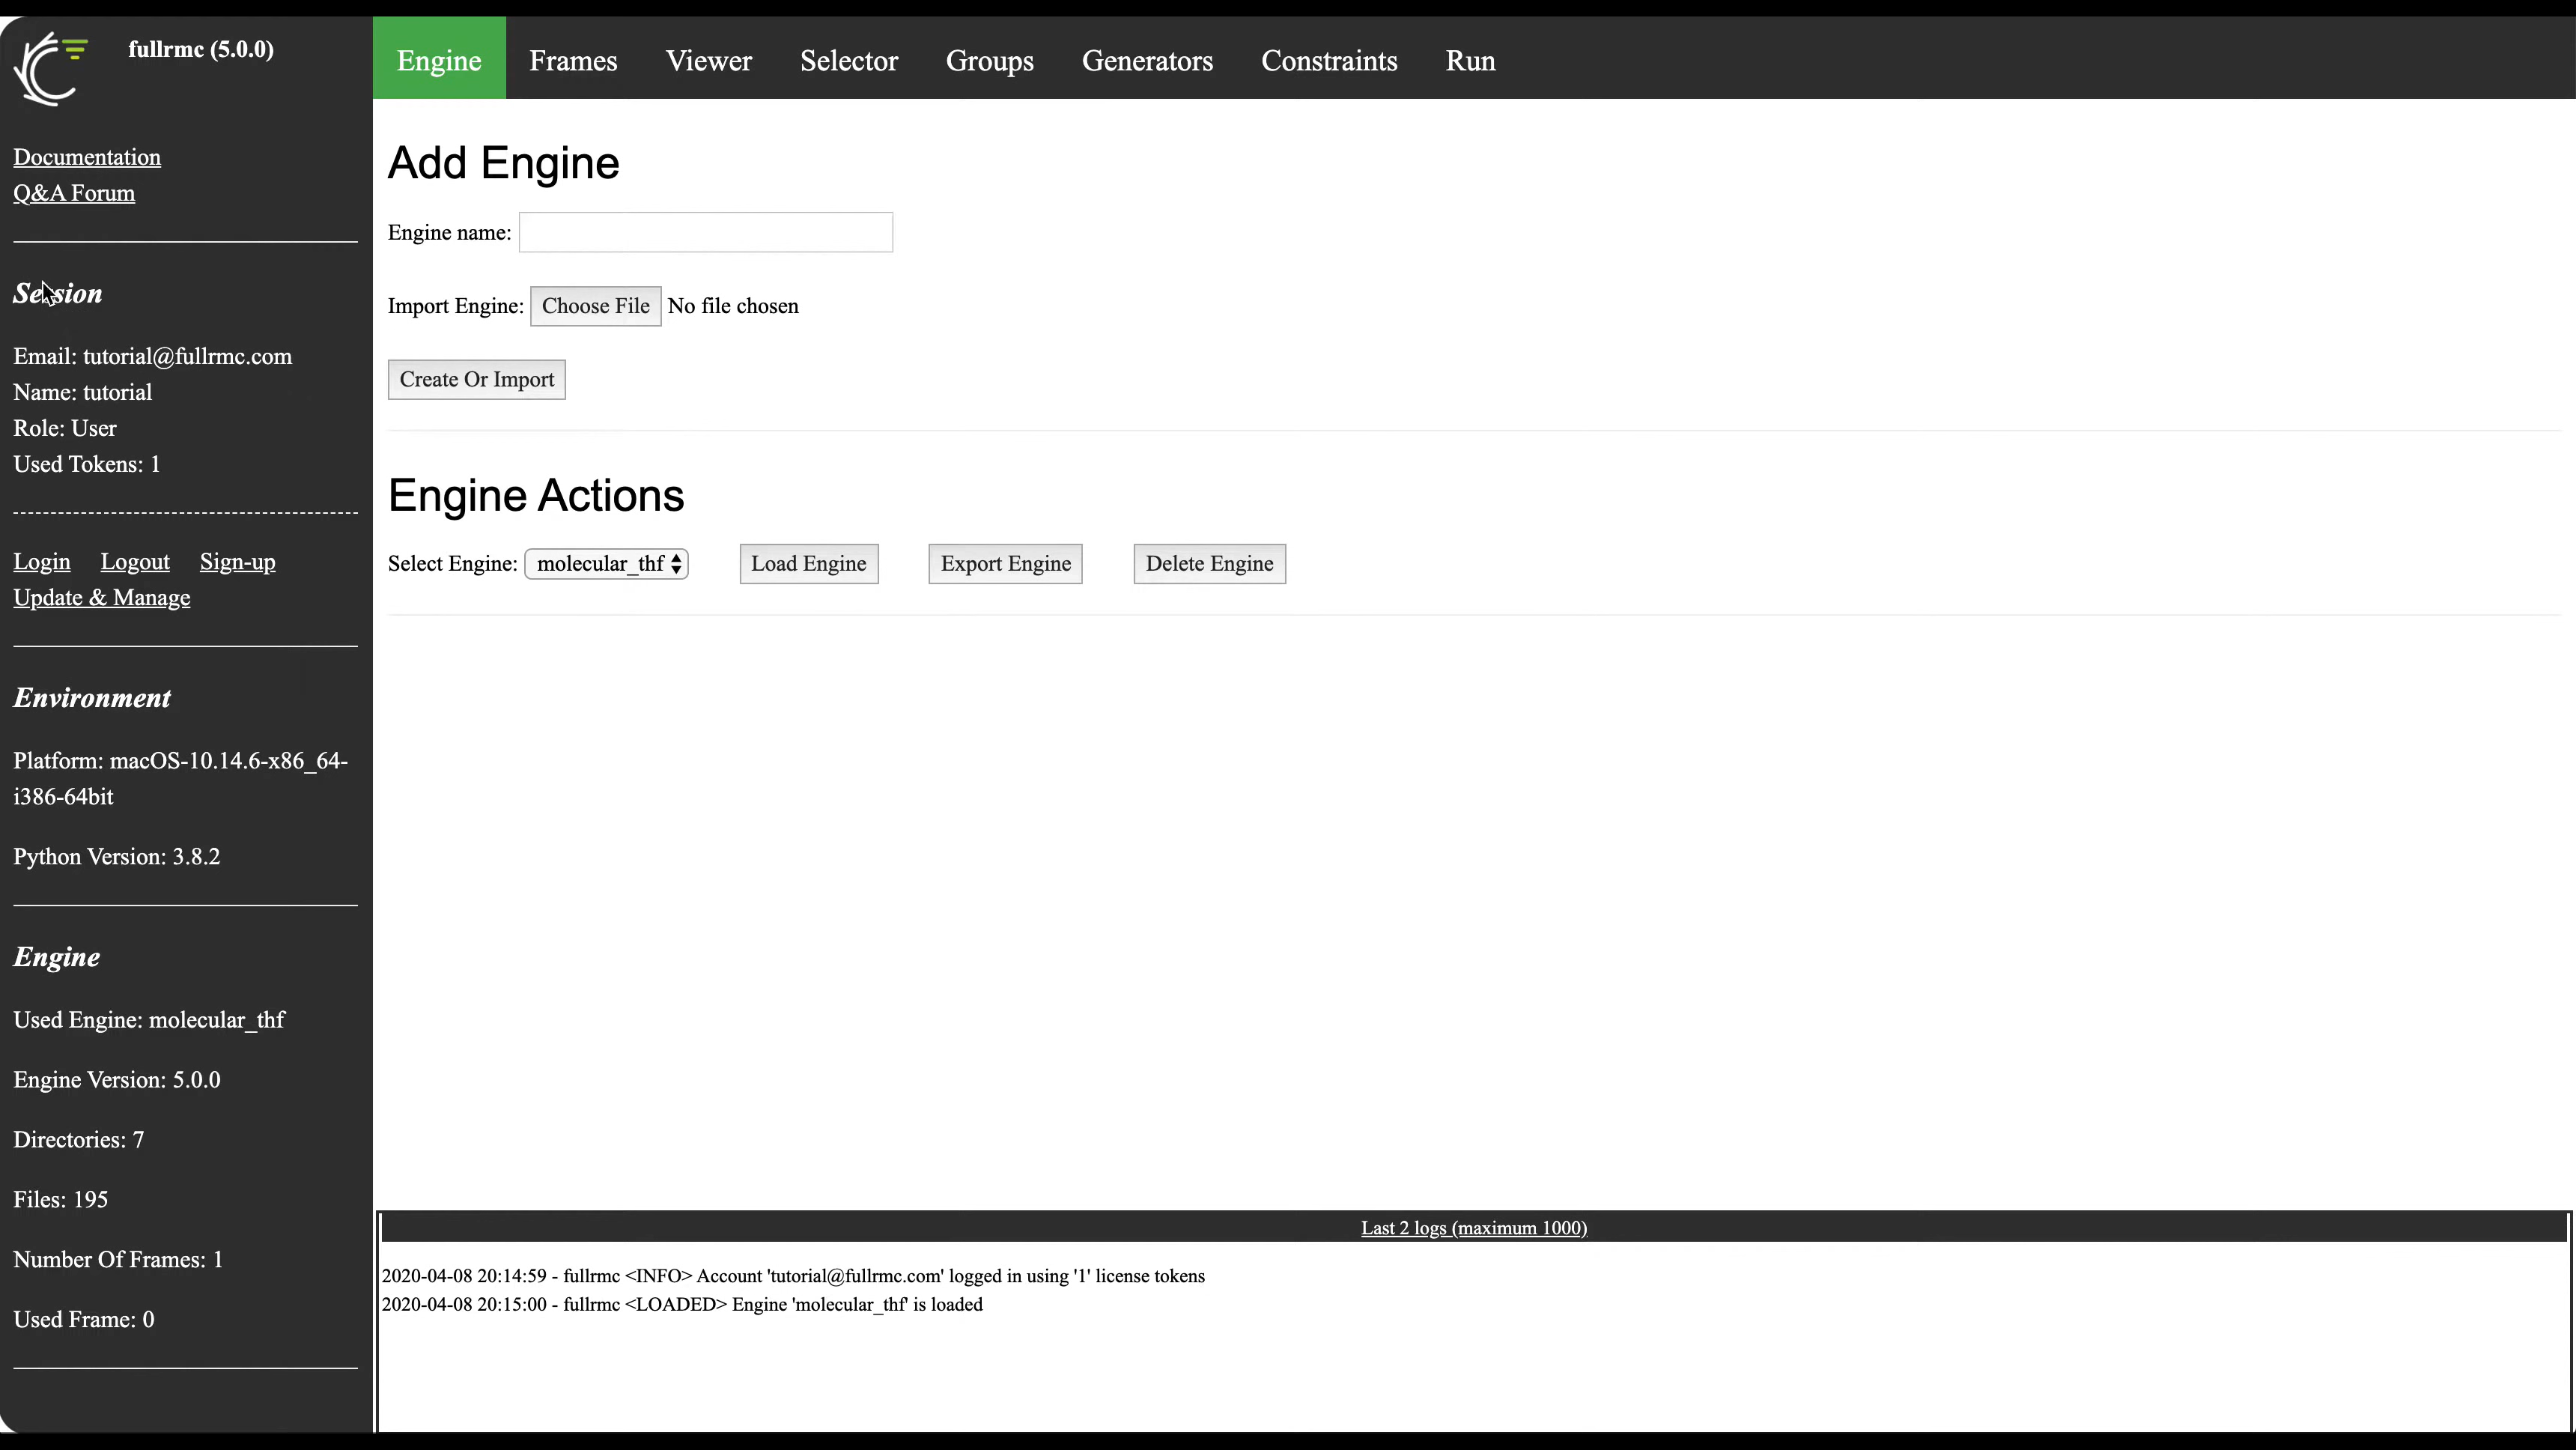 fullrmc (5.0.0)
Documentation
Q&A Forum
Session
Email: tutorial@fullrmc.com
Name: tutorial
Role: User
Used Tokens: 1
Login Logout Sign-up
Update & Manage
Environment
Platform: macOS-10.14.6-x86_64-
i386-64bit
Python Version: 3.8.2
Engine
Used Engine: molecular_thf
Engine Version: 5.0.0
Directories: 7
Files: 195
Number Of Frames: 1
Used Frame: 0
Engine Frames Viewer Selector Groups Generators Constraints Run
Add Engine
Engine name:
Import Engine: Choose File No file chosen
Create Or Import
Engine Actions
Select Engine: molecular_thf Load Engine Export Engine Delete Engine
Last 2 logs (maximum 1000)
2020-04-08 20:14:59 - fullrmc <INFO> Account 'tutorial@fullrmc.com' logged in using '1' license tokens
2020-04-08 20:15:00 - fullrmc <LOADED> Engine 'molecular_thf' is loaded